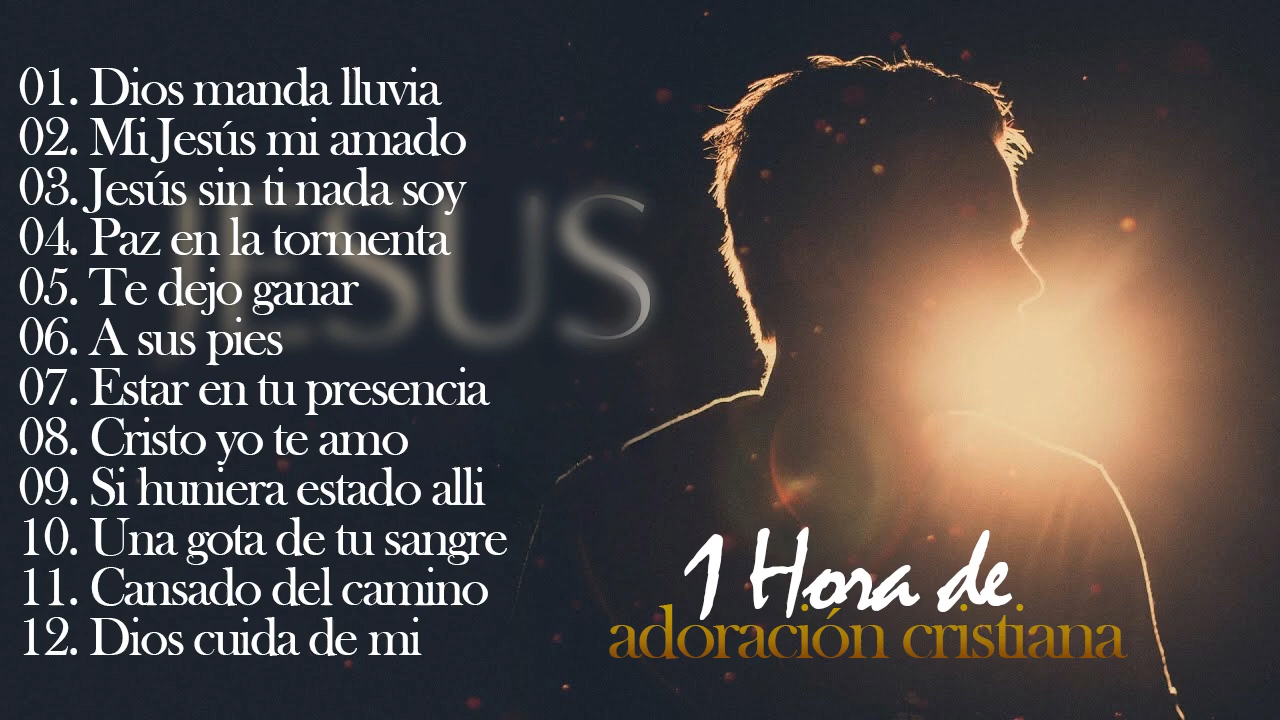 01. Dios manda lluvia
02. Mi Jesús mi amado
03. Jesús sin ti nada soy
04. Paz en la tormenta
05. Te dejo ganar
06. A sus pies
07. Estar en tu presencia
08. Cristo yo te amo
09. Si huniera estado alli
10. Una gota de tu sangre
11. Cansado del camino
12. Dios cuida de mi
JESUS
1 Hora de
adoración cristiana